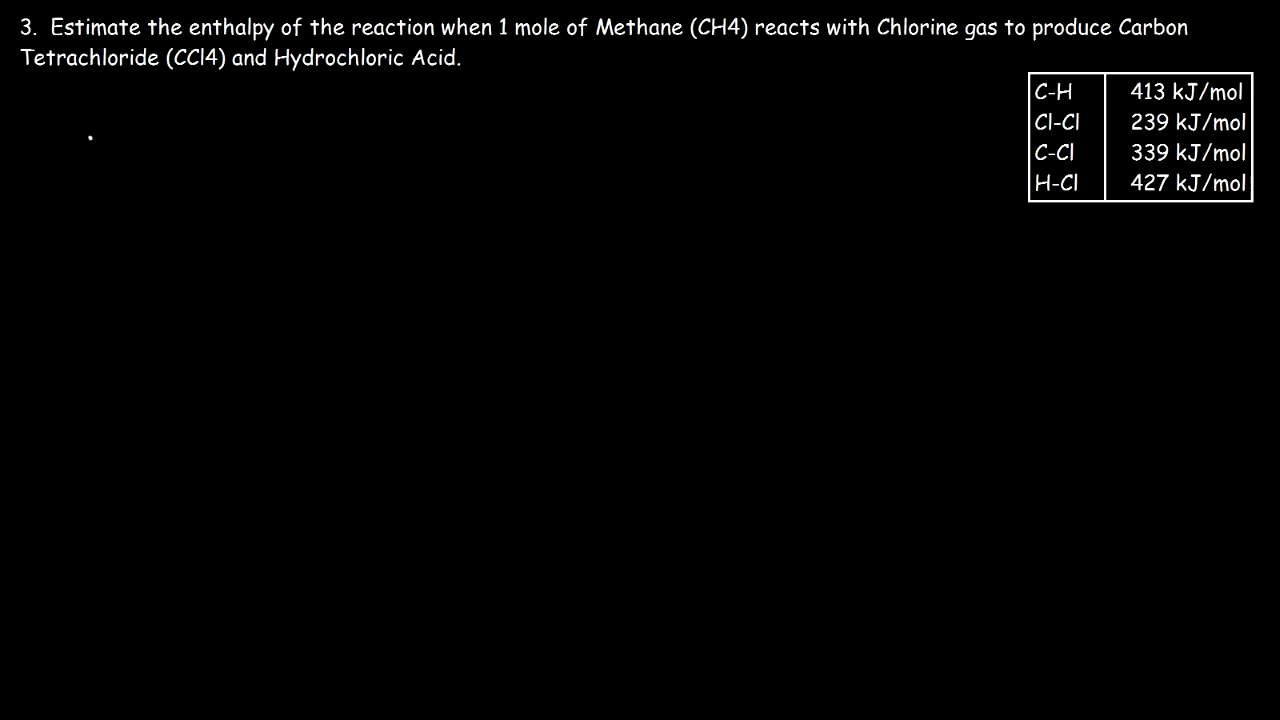 3. Estimate the enthalpy of the reaction when 1 mole of Methane (CH4) reacts with Chlorine gas to produce Carbon
Tetrachloride (CCl4) and Hydrochloric Acid.
C-H 413 kJ/mol
Cl-Cl 239 kJ/mol
C-Cl 339 kJ/mol
H-Cl 427 kJ/mol